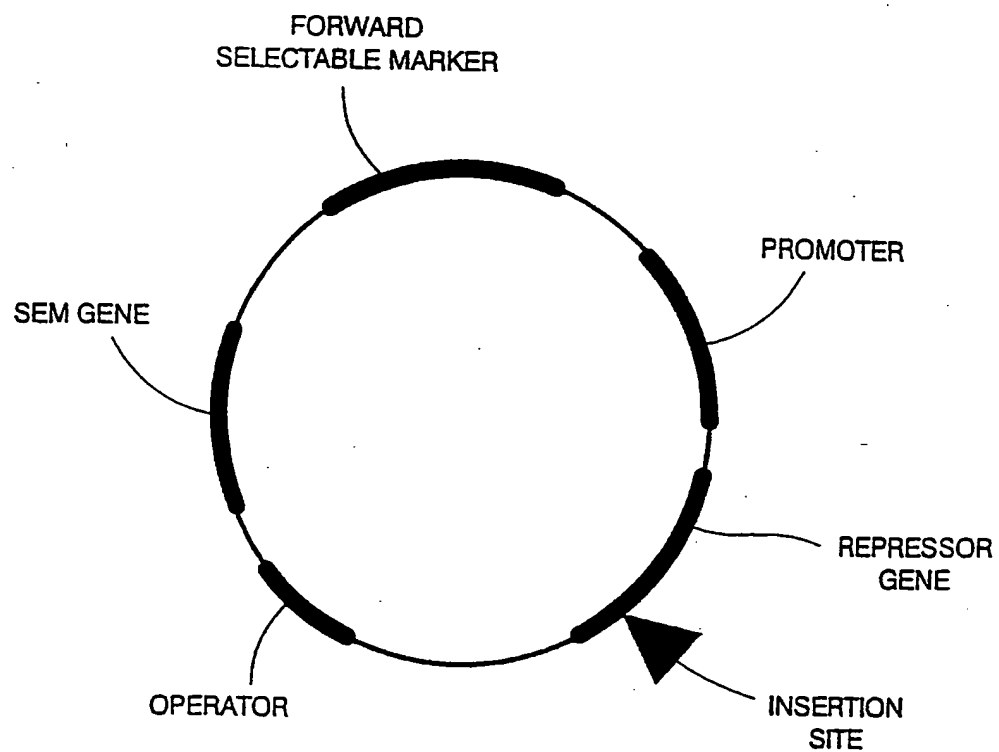 FORWARD
SELECTABLE MARKER
PROMOTER
SEM GENE
REPRESSOR
GENE
OPERATOR
INSERTION
SITE